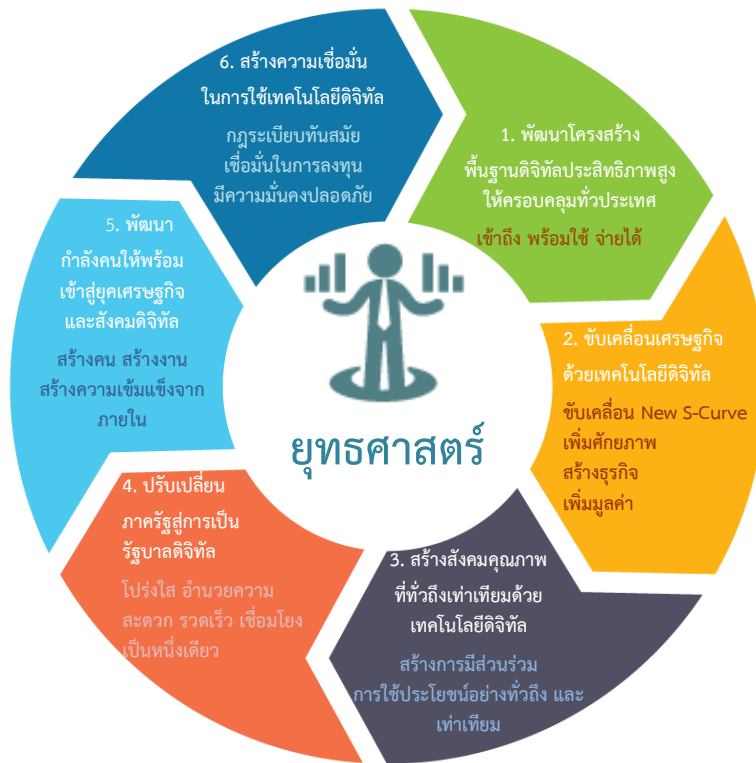 1. พัฒนาโครงสร้าง
พื้นฐานดิจิทัลประสิทธิภาพสูง
ให้ครอบคลุมทั่วประเทศ
เข้าถึง พร้อมใช้ จ่ายได้
2. ขับเคลื่อนเศรษฐกิจ
ด้วยเทคโนโลยีดิจิทัล
ขับเคลื่อน New S-Curve
เพิ่มศักยภาพ
สร้างธุรกิจ
เพิ่มมูลค่า
3. สร้างสังคมคุณภาพ
ที่ทั่วถึงเท่าเทียมด้วย
เทคโนโลยีดิจิทัล
สร้างการมีส่วนร่วม
การใช้ประโยชน์อย่างทั่วถึง และ
เท่าเทียม
4. ปรับเปลี่ยน
ภาครัฐสู่การเป็น
รัฐบาลดิจิทัล
โปร่งใส อำนวยความ
สะดวก รวดเร็ว เชื่อมโยง
เป็นหนึ่งเดียว
5. พัฒนา
กำลังคนให้พร้อม
เข้าสู่ยุคเศรษฐกิจ
และสังคมดิจิทัล
สร้างคน สร้างงาน
สร้างความเข้มแข็งจาก
ภายใน
6. สร้างความเชื่อมั่น
ในการใช้เทคโนโลยีดิจิทัล
กฎระเบียบทันสมัย
เชื่อมั่นในการลงทุน
มีความมั่นคงปลอดภัย
ยุทธศาสตร์